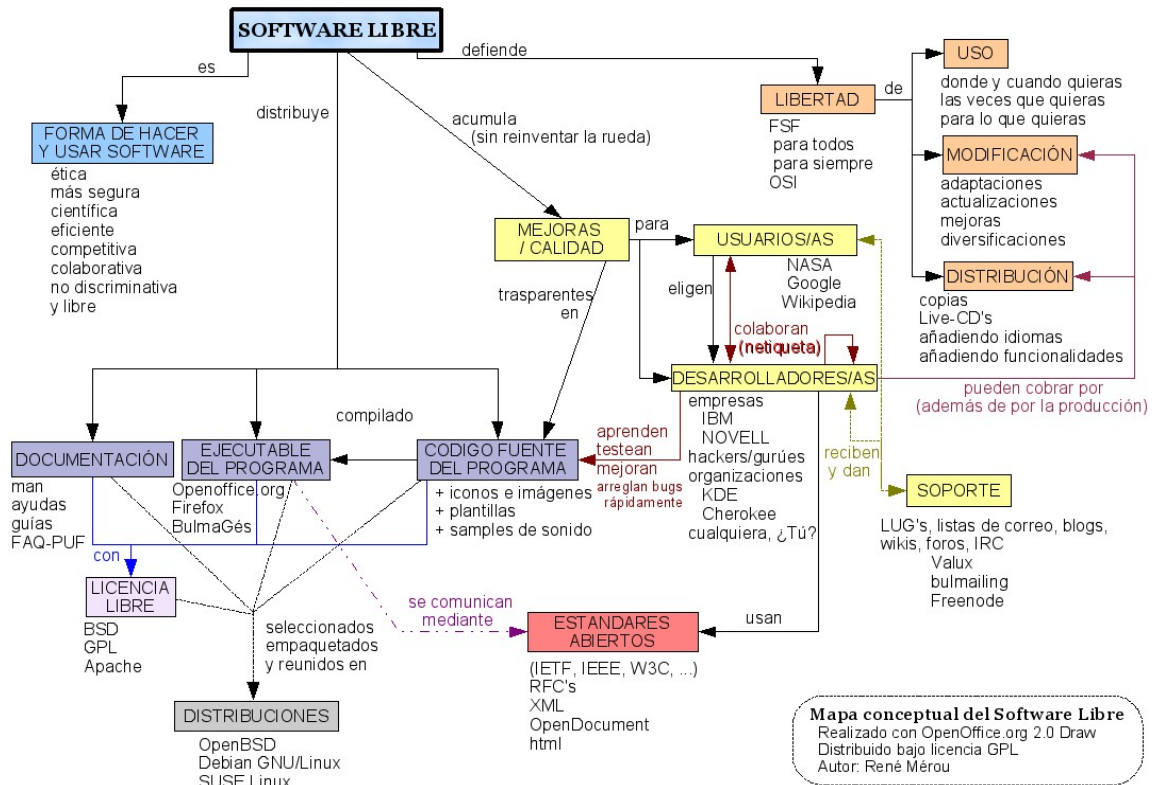 SOFTWARE LIBRE
es
distribuye
acumula
(sin reinventar la rueda)
defiende
FORMA DE HACER
Y USAR SOFTWARE
ética
más segura
científica
eficiente
competitiva
colaborativa
no discriminativa
y libre
LIBERTAD
FSF
para todos
para siempre
OSI
de
USO
donde y cuando quieras
las veces que quieras
para lo que quieras
MODIFICACIÓN
adaptaciones
actualizaciones
mejoras
diversificaciones
DISTRIBUCIÓN
copias
Live-CD's
añadiendo idiomas
añadiendo funcionalidades
MEJORAS
/ CALIDAD
para
trasparentes
en
USUARIOS/AS
NASA
Google
Wikipedia
eligen
colaboran
(netiqueta)
DESARROLLADORES/AS
empresas
IBM
NOVELL
hackers/gurúes
organizaciones
KDE
Cherokee
cualquiera, ¿Tú?
pueden cobrar por
(además de por la producción)
reciben
y dan
SOPORTE
LUG's, listas de correo, blogs,
wikis, foros, IRC
Valux
bulmailing
Freenode
aprenden
testean
mejoran
arreglan bugs
rápidamente
compilado
DOCUMENTACIÓN
man
ayudas
guías
FAQ-PUF
EJECUTABLE
DEL PROGRAMA
Openoffice.org
Firefox
BulmaGés
CODIGO FUENTE
DEL PROGRAMA
+ iconos e imágenes
+ plantillas
+ samples de sonido
con
LICENCIA
LIBRE
BSD
GPL
Apache
seleccionados
empaquetados
y reunidos en
se comunican
mediante
usan
ESTANDARES
ABIERTOS
(IETF, IEEE, W3C, ...)
RFC's
XML
OpenDocument
html
DISTRIBUCIONES
OpenBSD
Debian GNU/Linux
SUSE Linux
Mapa conceptual del Software Libre
Realizado con OpenOffice.org 2.0 Draw
Distribuido bajo licencia GPL
Autor: René Mérou